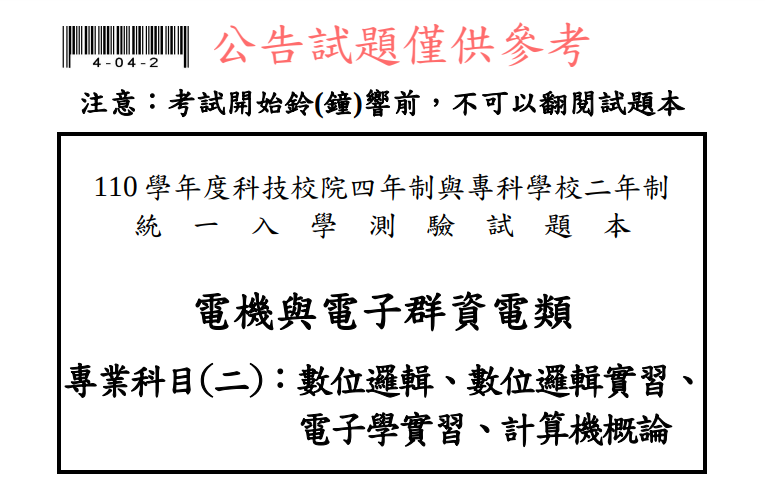 公告試題僅供參考
4-04-2
注意：考試開始鈴(鐘)響前，不可以翻閱試題本
110 學年度科技校院四年制與專科學校二年制
統一入學測驗試題本
電機與電子群資電類
專業科目(二)：數位邏輯、數位邏輯實習、
電子學實習、計算機概論